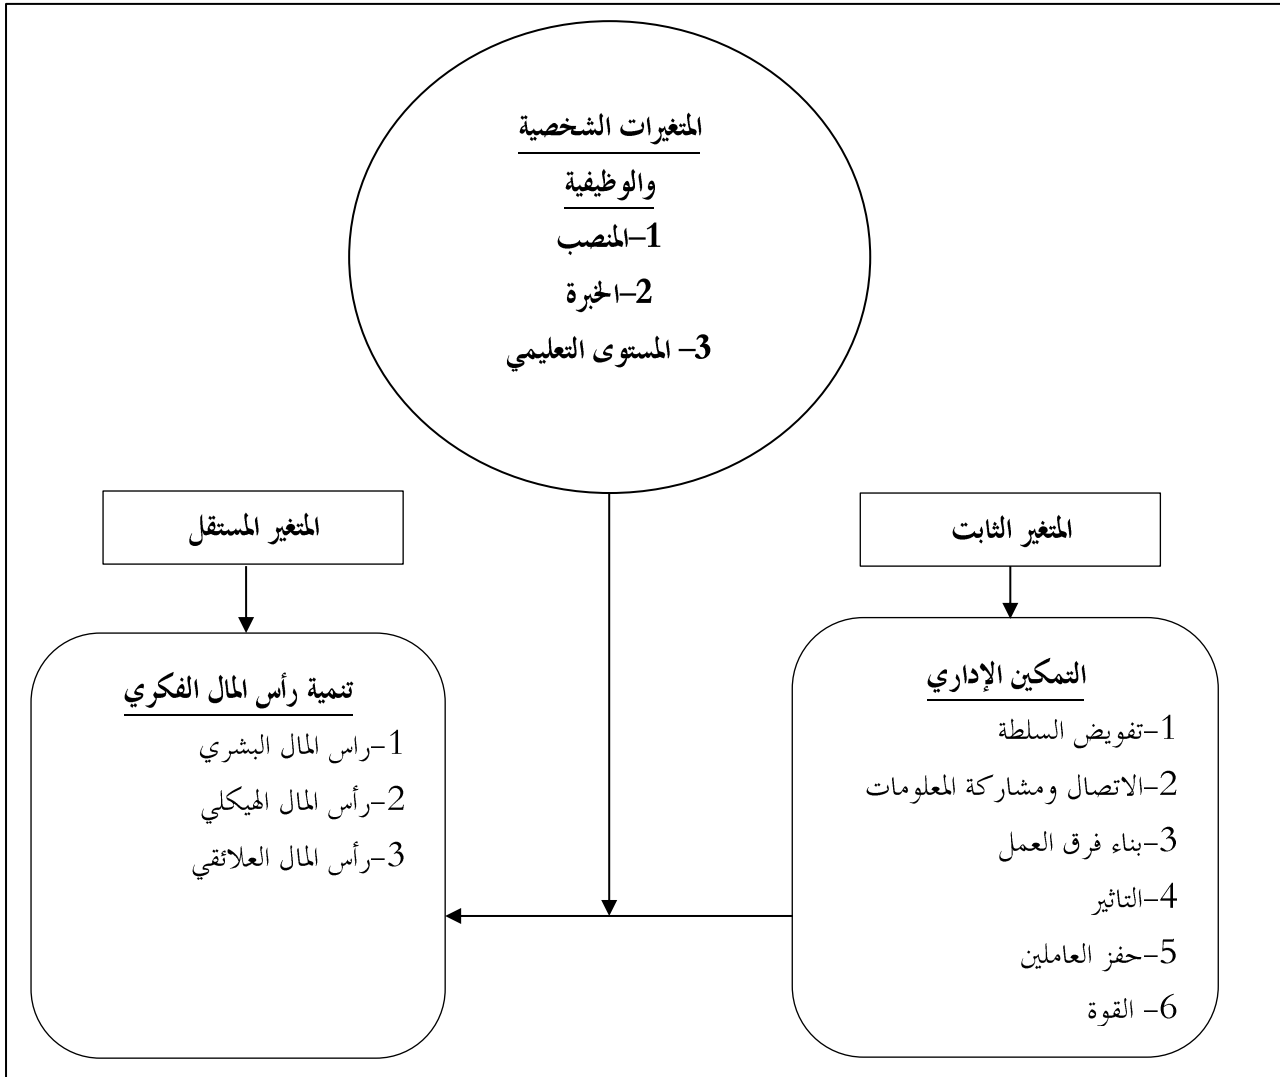 المتغيرات الشخصية
والوظيفية
1–المنصب
2–الخبرة
3– المستوى التعليمي
المتغير الثابت
المتغير المستقل
التمكين الإداري
1–تفويض السلطة
2–الاتصال ومشاركة المعلومات
3–بناء فرق العمل
4–التاثير
5–حفز العاملين
6– القوة
تنمية رأس المال الفكري
1–راس المال البشري
2–رأس المال الهيكلي
3–رأس المال العلائقي